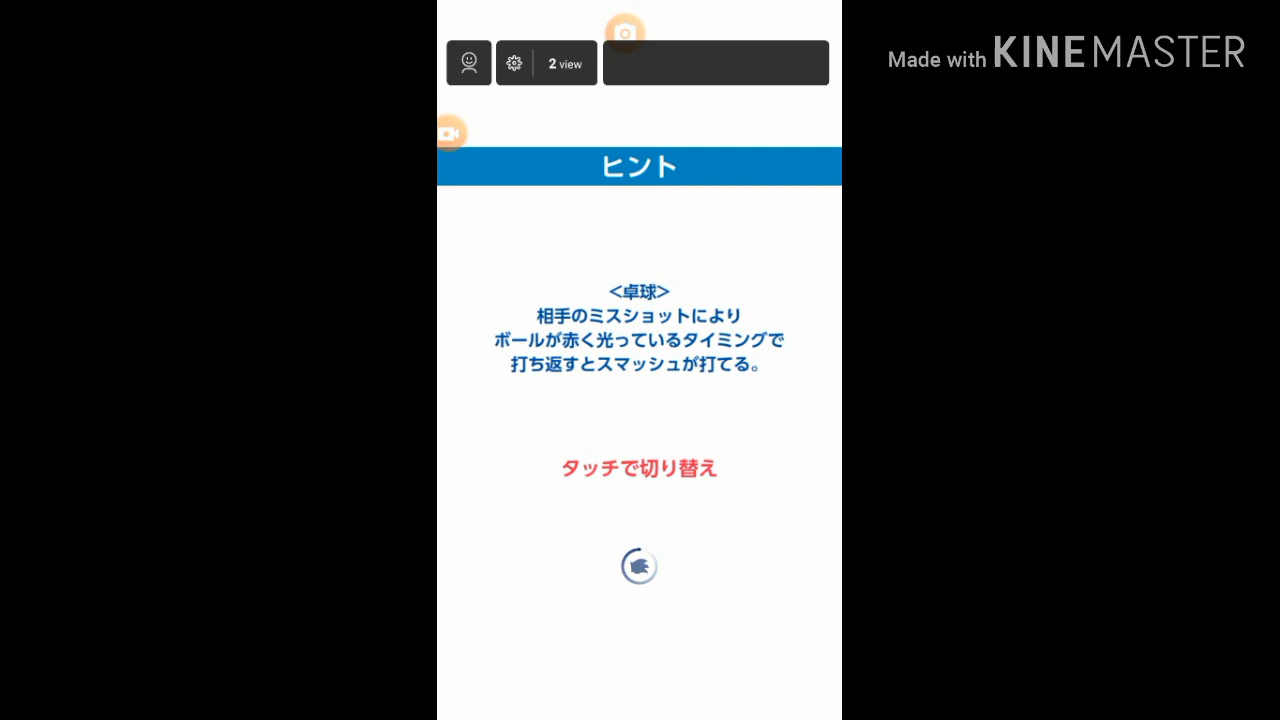 Made with KINEMASTER
2 view
ヒント
＜卓球＞
相手のミスショットにより
ボールが赤く光っているタイミングで
打ち返すとスマッシュが打てる。
タッチで切り替え